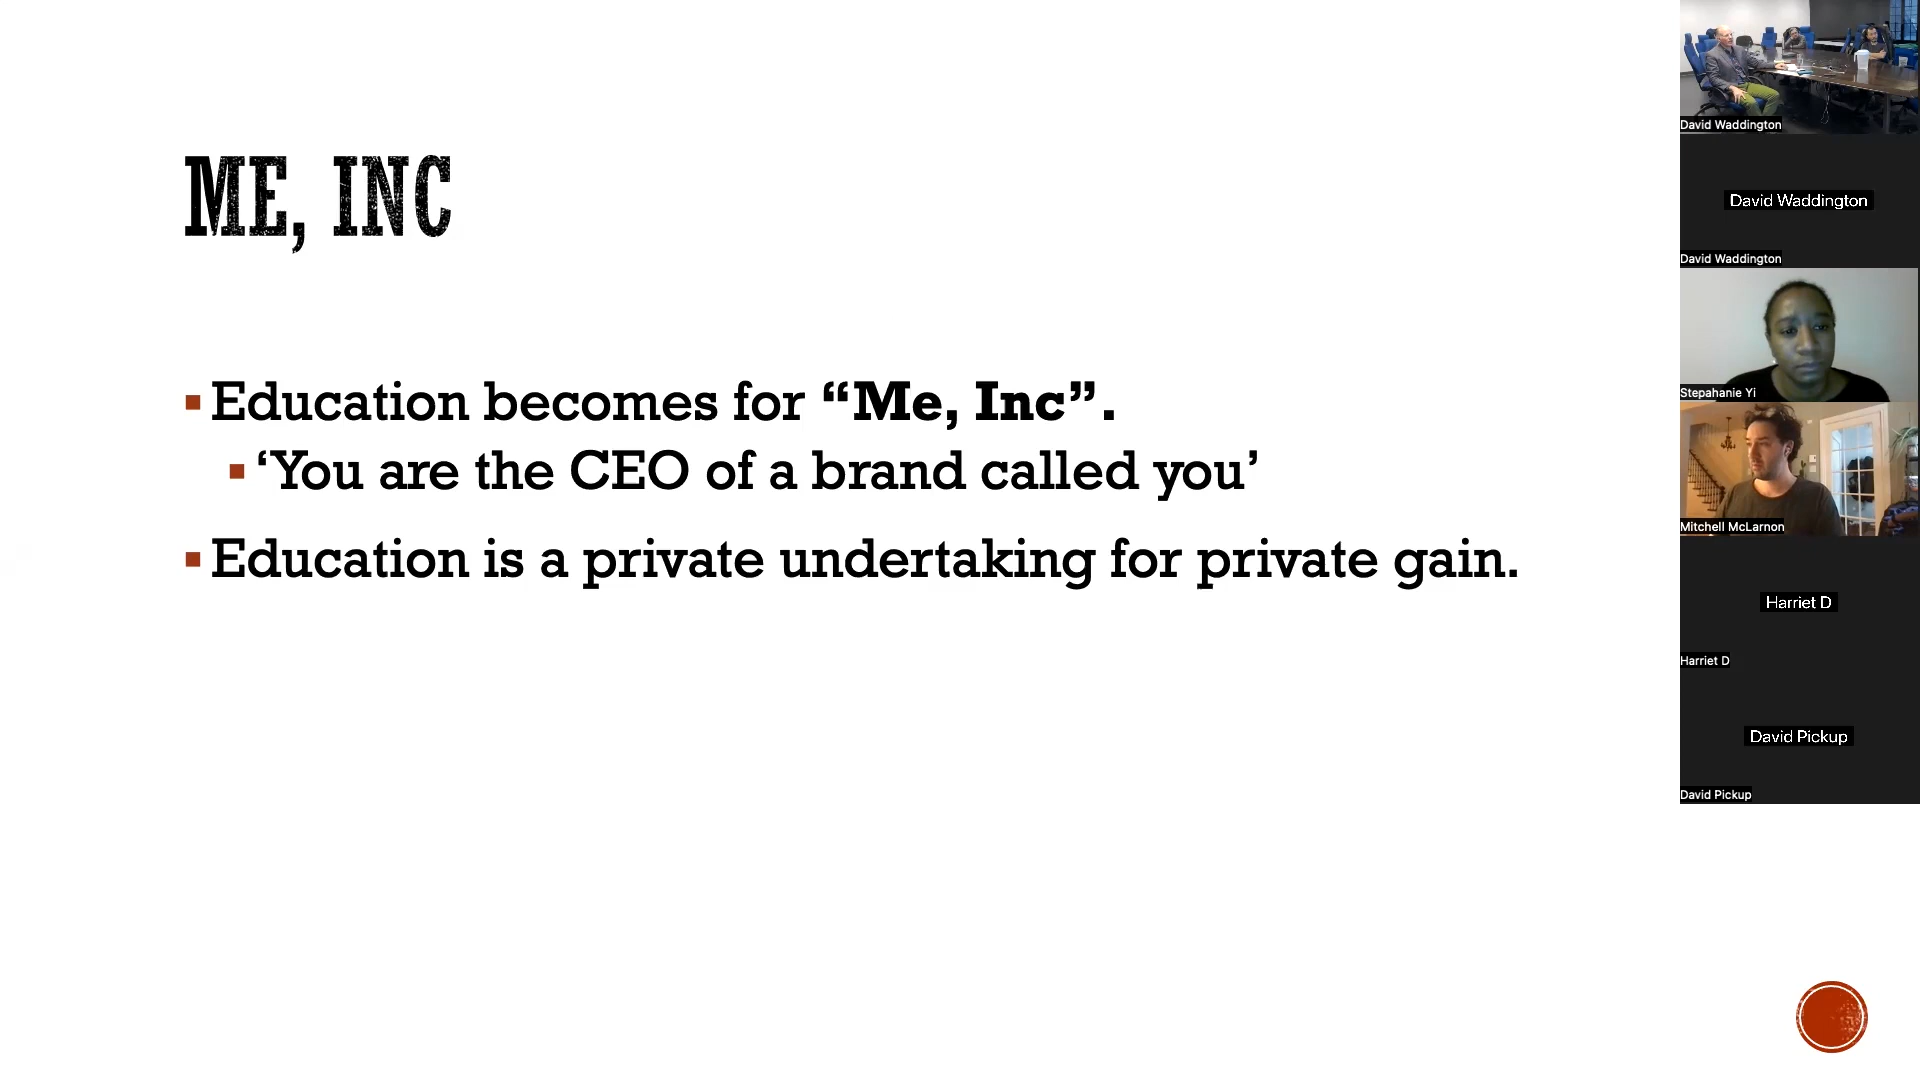 ME, INC
Education becomes for “Me, Inc”.
‘You are the CEO of a brand called you’
Education is a private undertaking for private gain.
David Waddington
David Waddington
David Waddington
Stepahanie Yi
Mitchell McLarnon
Harriet D
Harriet D
David Pickup
David Pickup